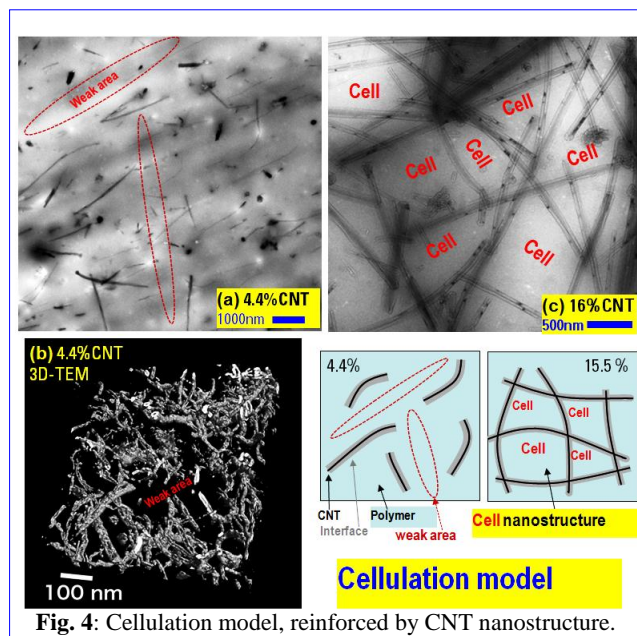 Weak area
(a) 4.4%CNT
1000nm
Cell
Cell
Cell
Cell
Cell
Cell
Cell
(c) 16%CNT
500nm
(b) 4.4%CNT
3D-TEM
Weak area
100 nm
4.4%
CNT
Interface
Polymer
weak area
15.5 %
Cell
Cell
Cell
Cell
Cell nanostructure
Cellulation model
Fig. 4: Cellulation model, reinforced by CNT nanostructure.